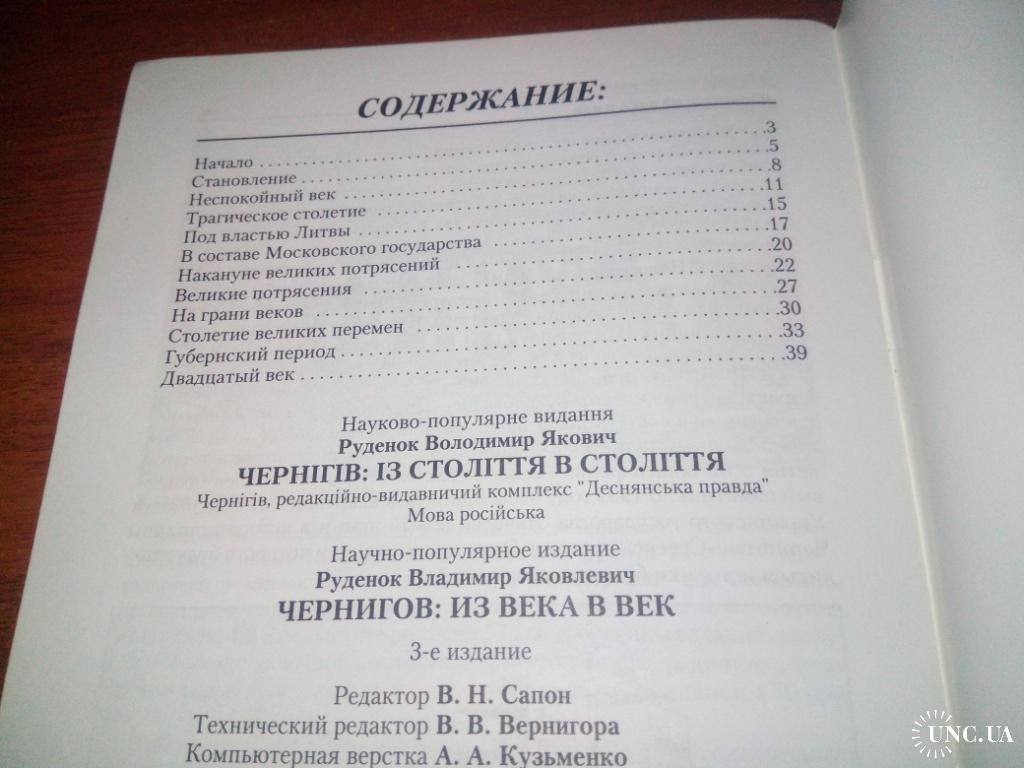 СОДЕРЖАНИЕ:
Начало ............ 3
Становление ............ 5
Неспокойный век ............ 8
Трагическое столетие ............ 11
Под властью Литвы ............ 15
В составе Московского государства ............ 17
Накануне великих потрясений ............ 20
Великие потрясения ............ 22
На грани веков ............ 27
Столетие великих перемен ............ 30
Губернский период ............ 33
Двадцатый век ............ 39
Науково-популярне видання
Руденок Володимир Якович
ЧЕРНІГІВ: ІЗ СТОЛІТТЯ В СТОЛІТТЯ
Чернігів, редакційно-видавничий комплекс "Деснянська правда"
Мова російська
Научно-популярное издание
Руденок Владимир Яковлевич
ЧЕРНИГОВ: ИЗ ВЕКА В ВЕК
3-е издание
Редактор В. Н. Сапон
Технический редактор В. В. Вернигора
Компьютерная верстка А. А. Кузьменко
UNC.UA